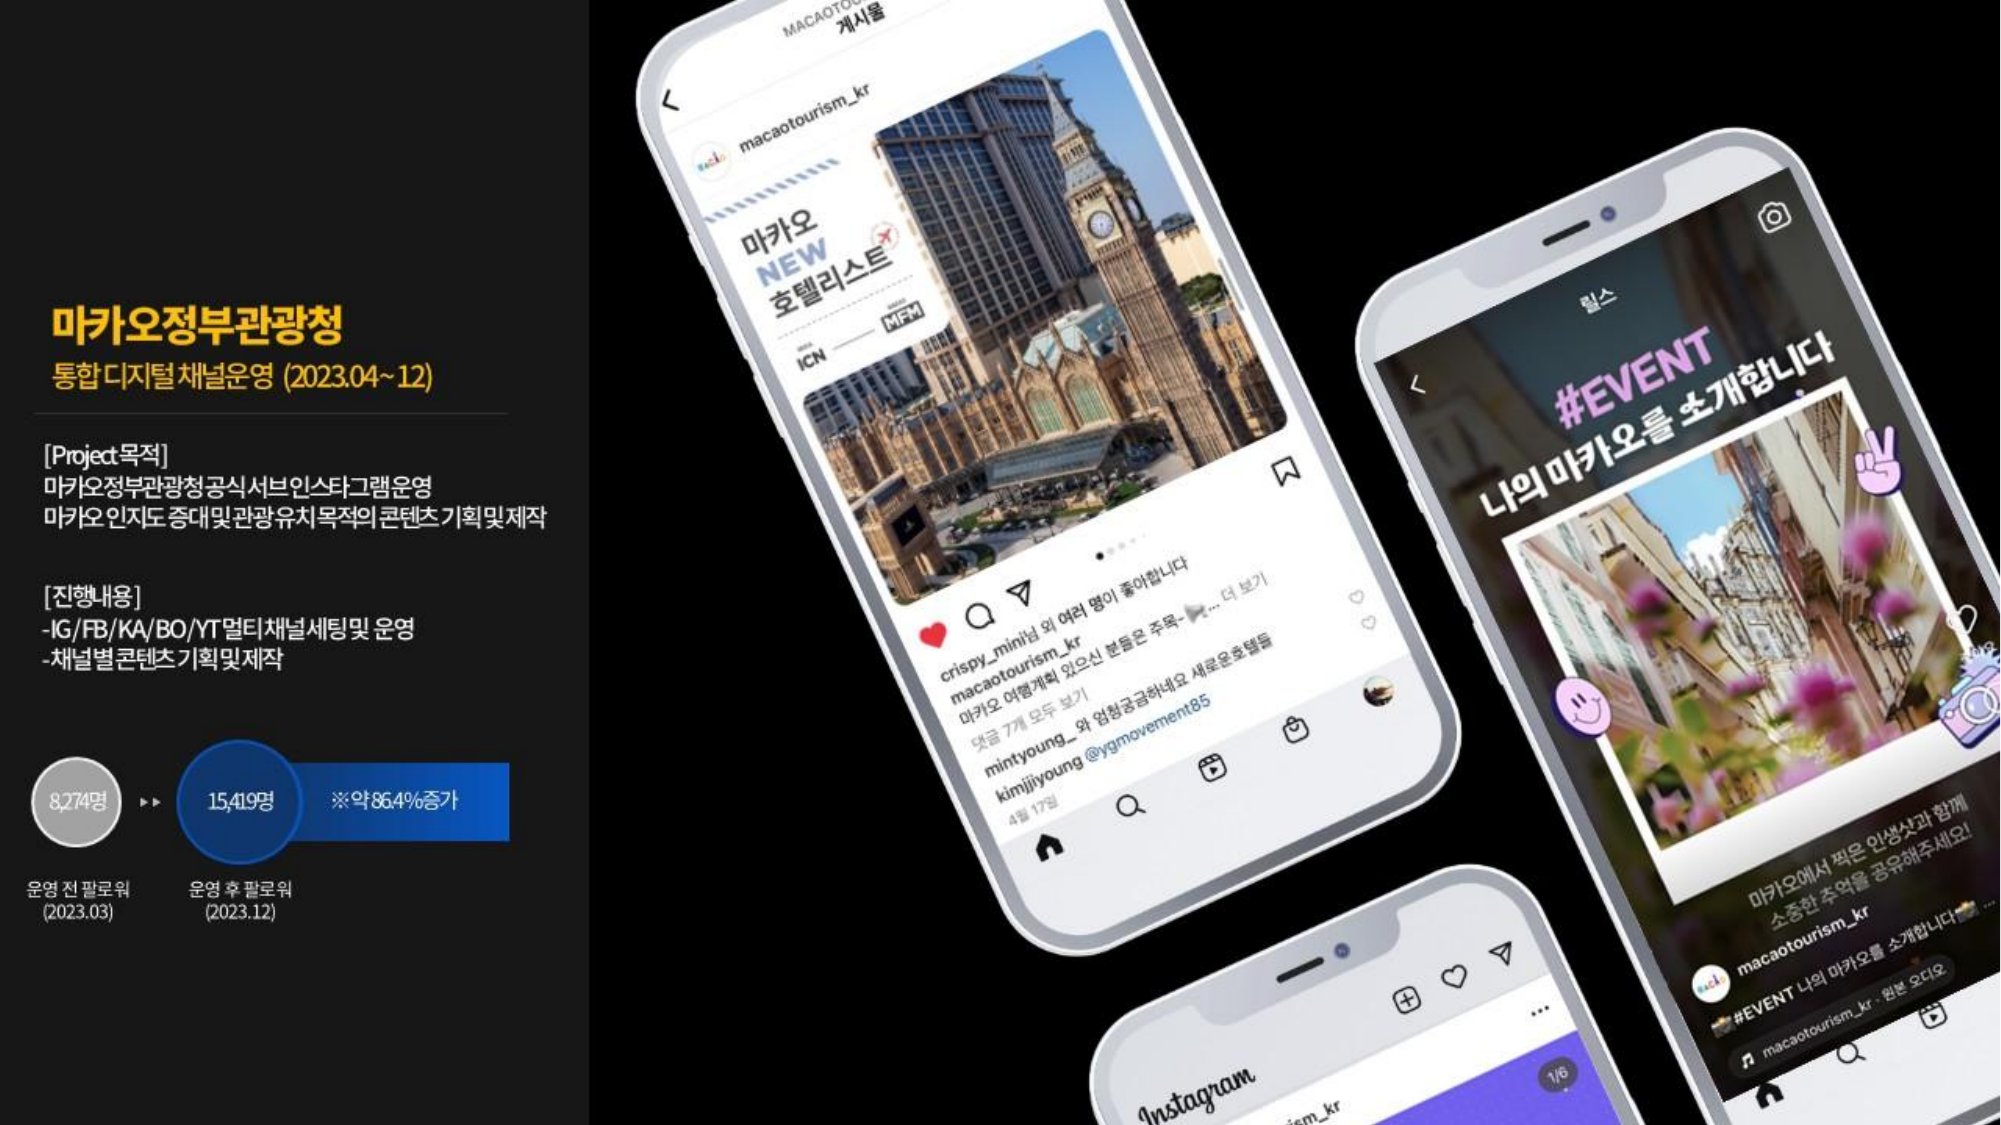 마카오정부관광청
통합 디지털 채널운영 (2023.04~12)
[Project 목적]
마카오정부관광청 공식 서브 인스타그램 운영
마카오 인지도 증대 및 관광 유치 목적의 콘텐츠 기획 및 제작
[진행내용]
-IG/FB/KA/BO/YT 멀티 채널 세팅 및 운영
-채널별 콘텐츠 기획 및 제작
8,274명
15,419명
※약 86.4%증가
운영 전 팔로워
(2023.03)
운영 후 팔로워
(2023.12)
게시물
macaotourism_kr
마카오
NEW
호텔리스트
ICN
MFM
crispy_mini님 외 여러 명이 좋아합니다
macaotourism_kr
마카오 여행계획 있으신 분들은 주목~ ... 더 보기
댓글 7개 모두 보기
mintyoung_ 와 엄청궁금하네요 새로운호텔들
kimjjiyoung @ygmovement85
4월 17일
릴스
#EVENT
나의 마카오를 소개합니다
마카오에서 찍은 인생샷과 함께
소중한 추억을 공유해주세요!
macaotourism_kr
#EVENT 나의 마카오를 소개합니다 ...
macaotourism_kr · 원본 오디오
Instagram
1/6